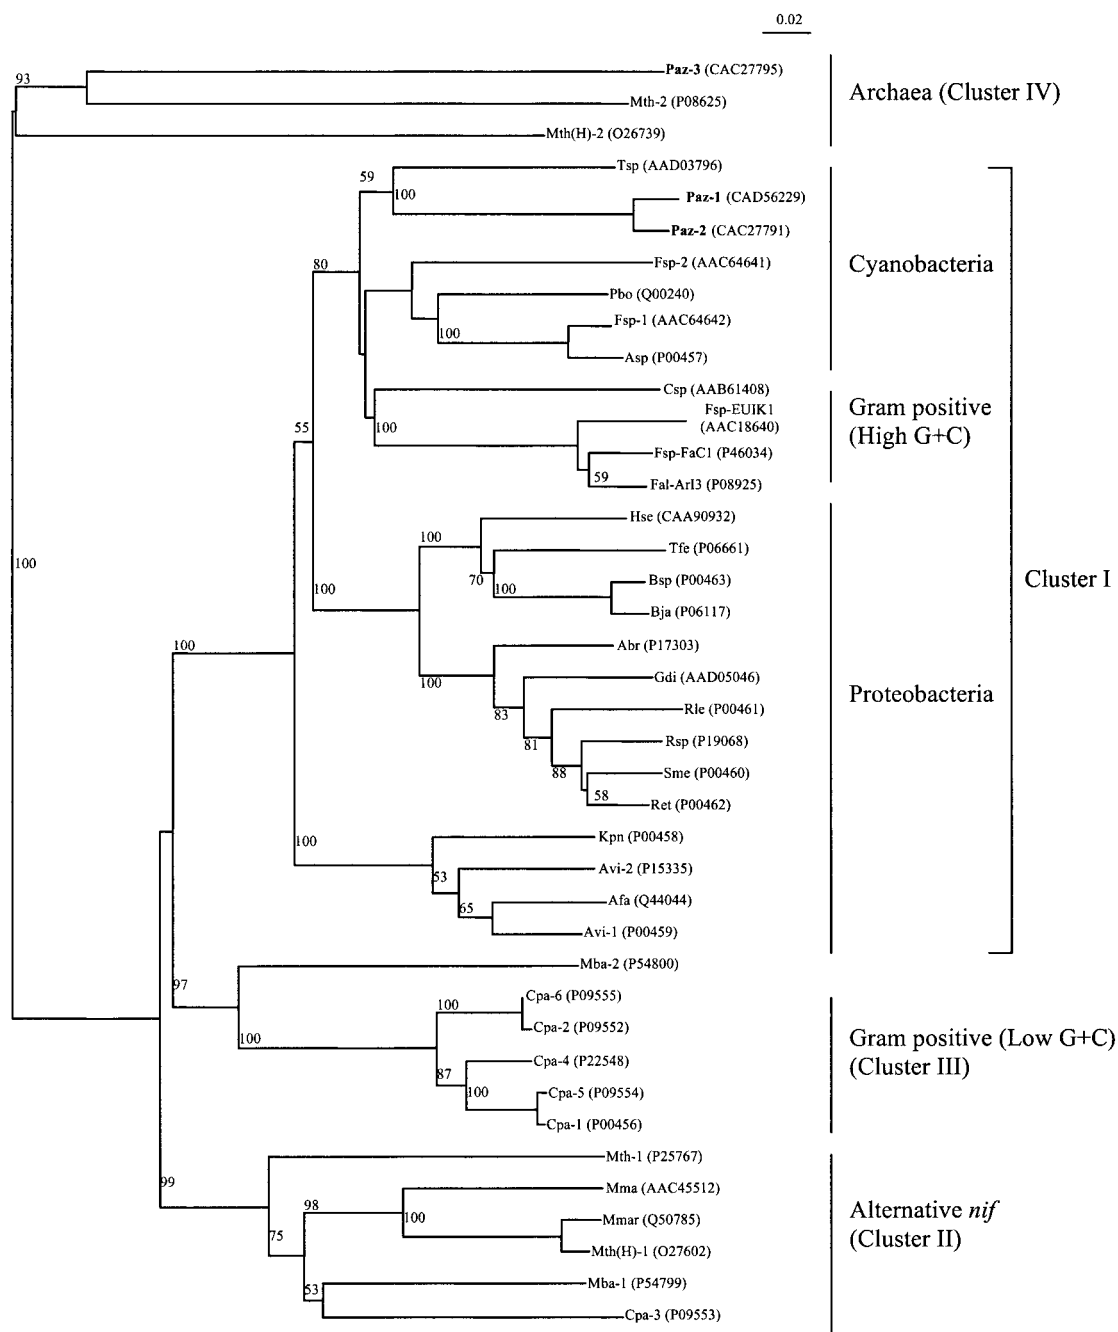 0.02
93
Paz-3 (CAC27795)
Mth-2 (P08625)
Archaea (Cluster IV)
Mth(H)-2 (O26739)
Tsp (AAD03796)
59
100
Paz-1 (CAD56229)
Paz-2 (CAC27791)
Cyanobacteria
80
Fsp-2 (AAC64641)
Pbo (Q00240)
Fsp-1 (AAC64642)
100
Asp (P00457)
Csp (AAB61408)
Fsp-EUIK1
(AAC18640)
Gram positive
(High G+C)
55
100
Fsp-FaC1 (P46034)
59
Fal-ArI3 (P08925)
Hse (CAA90932)
100
Tfe (P06661)
100
70
100
Bsp (P00463)
Cluster I
100
Bja (P06117)
Abr (P17303)
100
100
Gdi (AAD05046)
Proteobacteria
83
Rle (P00461)
81
Rsp (P19068)
88
Sme (P00460)
58
Ret (P00462)
Kpn (P00458)
100
Avi-2 (P15335)
53
Afa (Q44044)
65
Avi-1 (P00459)
Mba-2 (P54800)
97
Cpa-6 (P09555)
100
Cpa-2 (P09552)
100
Gram positive (Low G+C)
(Cluster III)
Cpa-4 (P22548)
87
100
Cpa-5 (P09554)
Cpa-1 (P00456)
Mth-1 (P25767)
99
Mma (AAC45512)
98
100
Mmar (Q50785)
Alternative nif
(Cluster II)
75
Mth(H)-1 (O27602)
Mba-1 (P54799)
53
Cpa-3 (P09553)